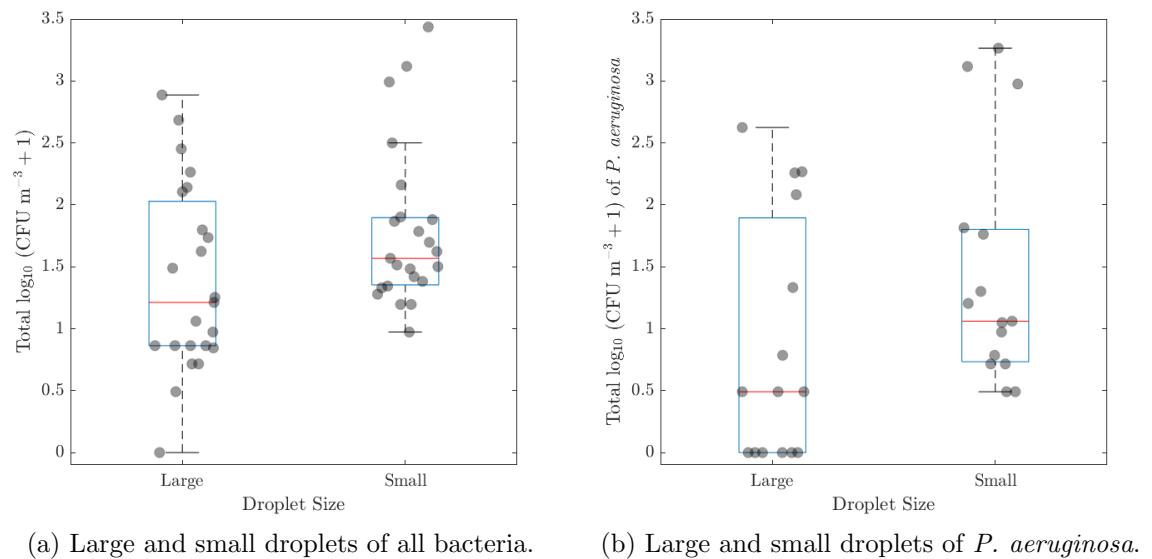 3.5
3
2.5
2
1.5
1
0.5
0
Total log₁₀ (CFU m⁻³ + 1)
Large
Small
Droplet Size
(a) Large and small droplets of all bacteria.
3.5
3
2.5
2
1.5
1
0.5
0
Total log₁₀ (CFU m⁻³ + 1) of P. aeruginosa
Large
Small
Droplet Size
(b) Large and small droplets of P. aeruginosa.